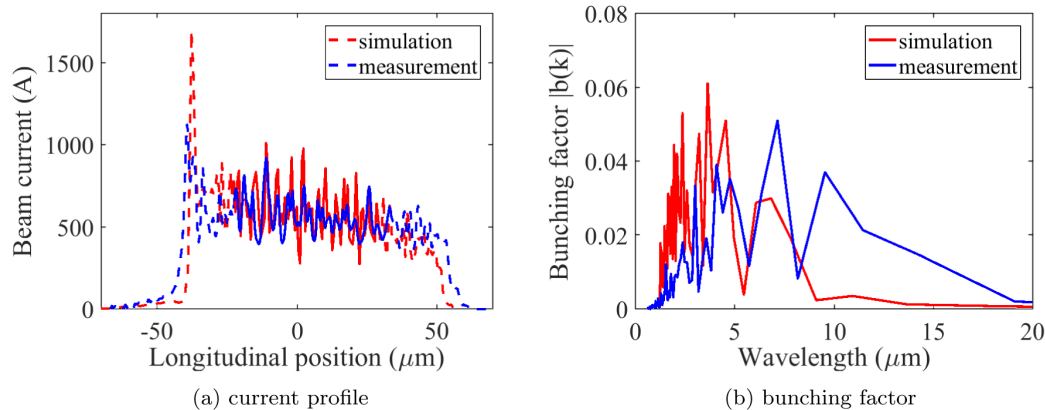 simulation
measurement
Beam current (A)
1500
1000
500
0
-50
0
50
Longitudinal position (μm)
(a) current profile
simulation
measurement
Bunching factor |b(k)|
0.08
0.06
0.04
0.02
0
0
5
10
15
20
Wavelength (μm)
(b) bunching factor